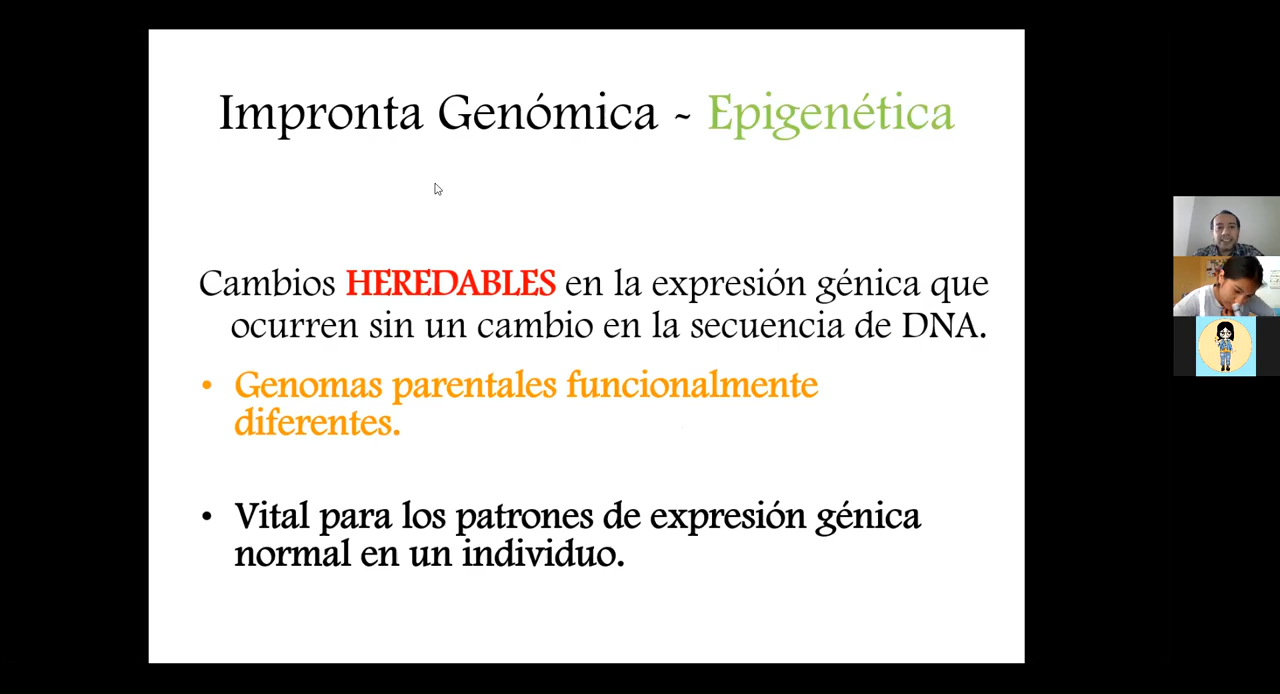 Impronta Genómica - Epigenética
Cambios HEREDABLES en la expresión génica que
ocurren sin un cambio en la secuencia de DNA.
• Genomas parentales funcionalmente
diferentes.
• Vital para los patrones de expresión génica
normal en un individuo.